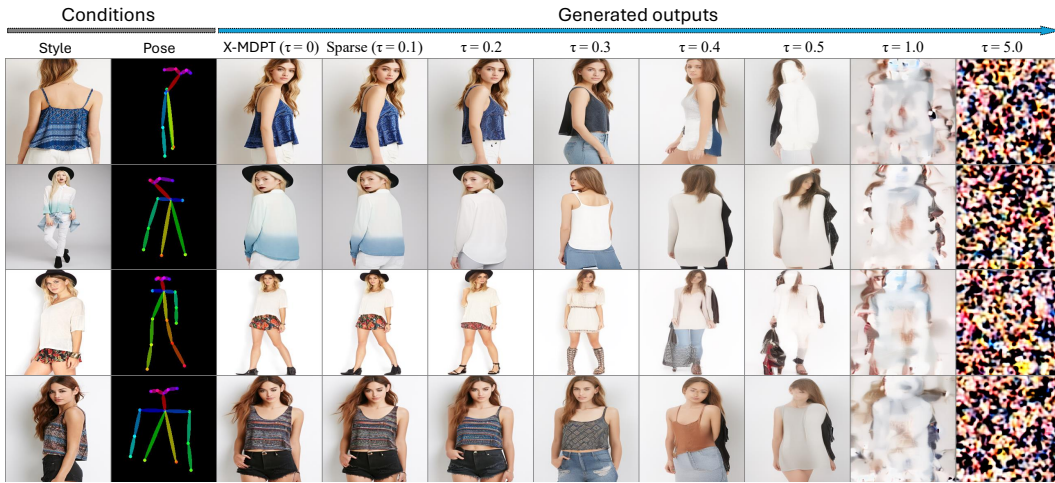 Conditions
Generated outputs
Style
Pose
X-MDPT (τ = 0)
Sparse (τ = 0.1)
τ = 0.2
τ = 0.3
τ = 0.4
τ = 0.5
τ = 1.0
τ = 5.0